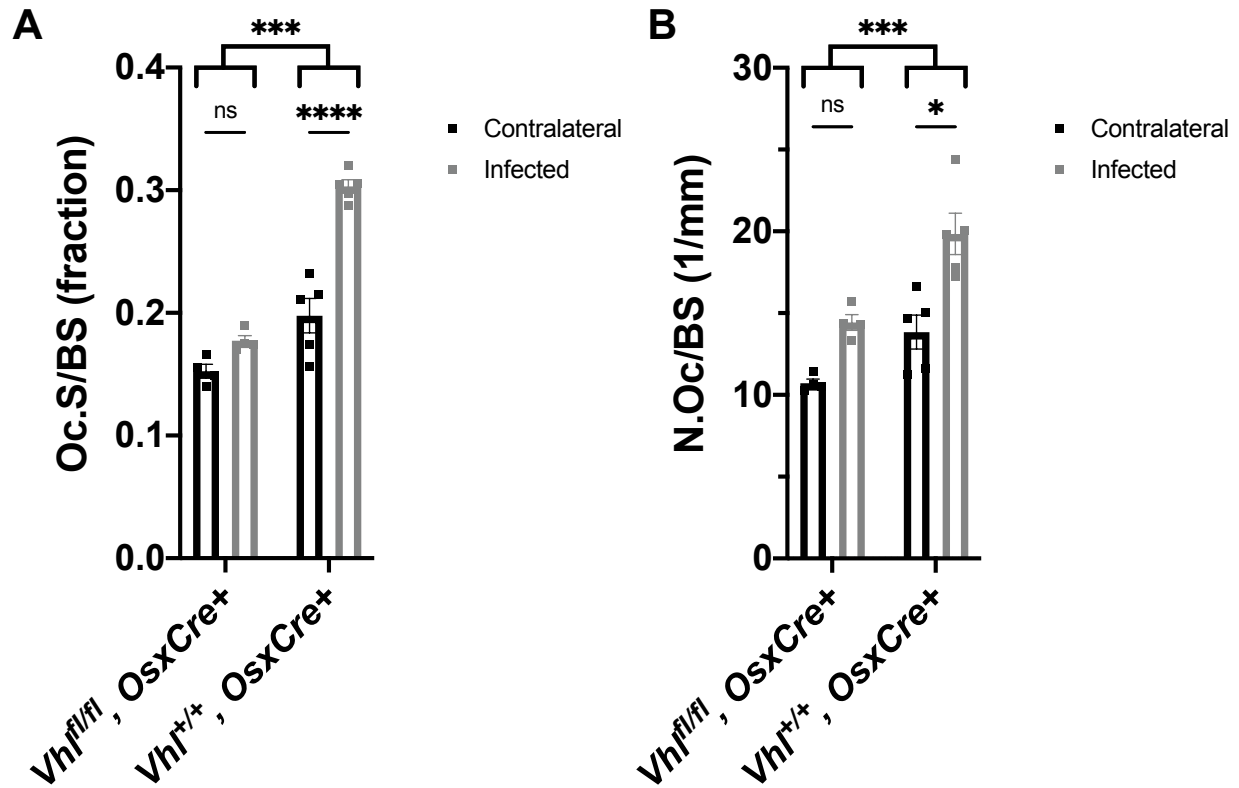 A
***
0.4
ns
****
0.3
0.2
0.1
0.0
Oc.S/BS (fraction)
Contralateral
Infected
Vhl^fl/fl, OsxCre+
Vhl^+/+, OsxCre+
B
***
30
ns
*
20
10
0
N.Oc/BS (1/mm)
Contralateral
Infected
Vhl^fl/fl, OsxCre+
Vhl^+/+, OsxCre+